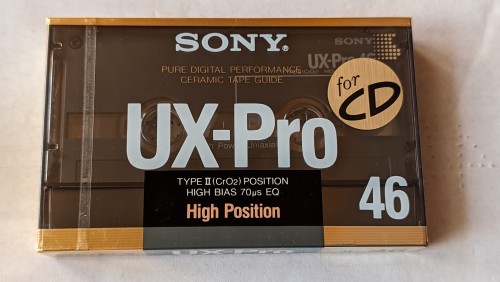 SONY®
SONY
UX-Pro 46
PURE DIGITAL PERFORMANCE
CERAMIC TAPE GUIDE
for
CD
UX-Pro
TYPE II (CrO2) POSITION
HIGH BIAS 70µs EQ
High Position
46